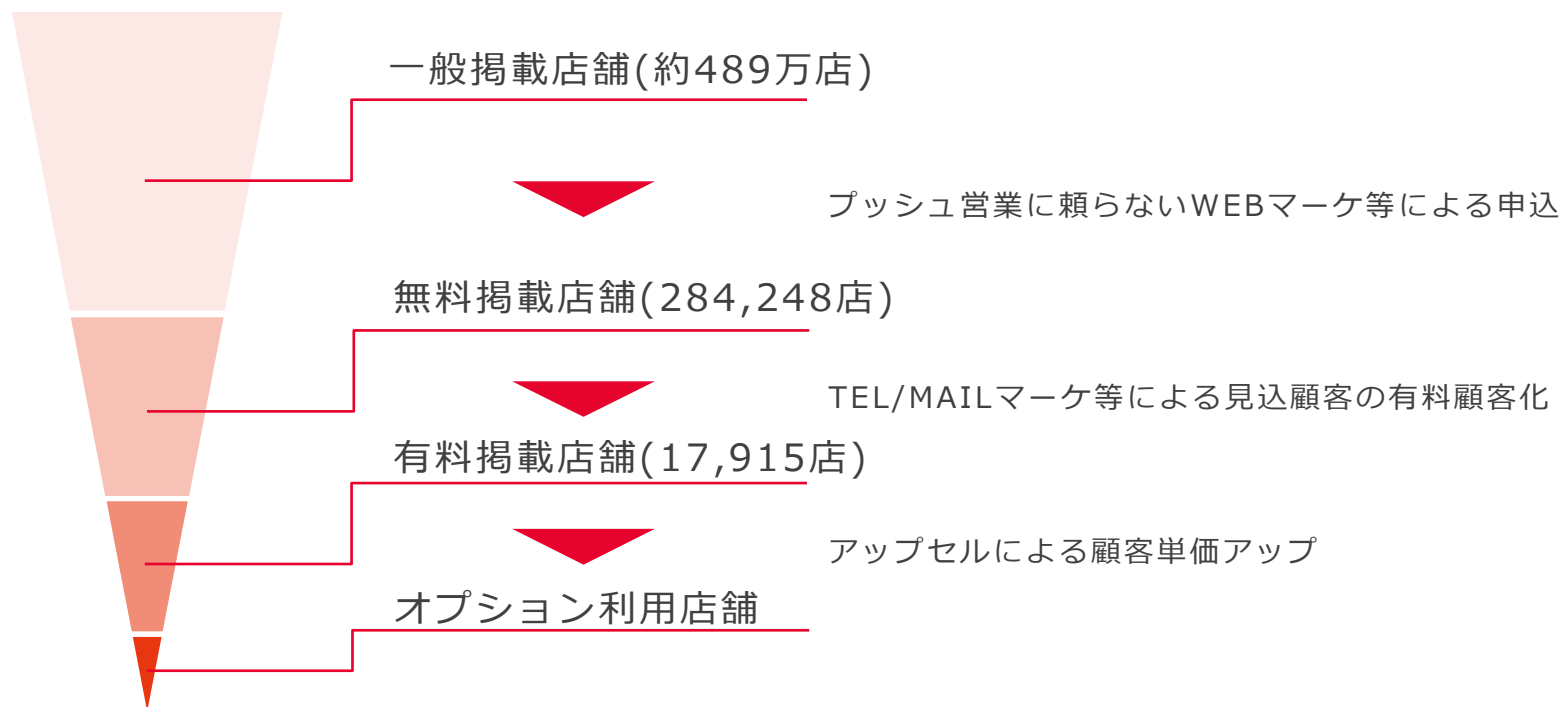 一般掲載店舗(約489万店)
プッシュ営業に頼らないWEBマーケ等による申込
無料掲載店舗(284,248店)
TEL/MAILマーケ等による見込顧客の有料顧客化
有料掲載店舗(17,915店)
アップセルによる顧客単価アップ
オプション利用店舗